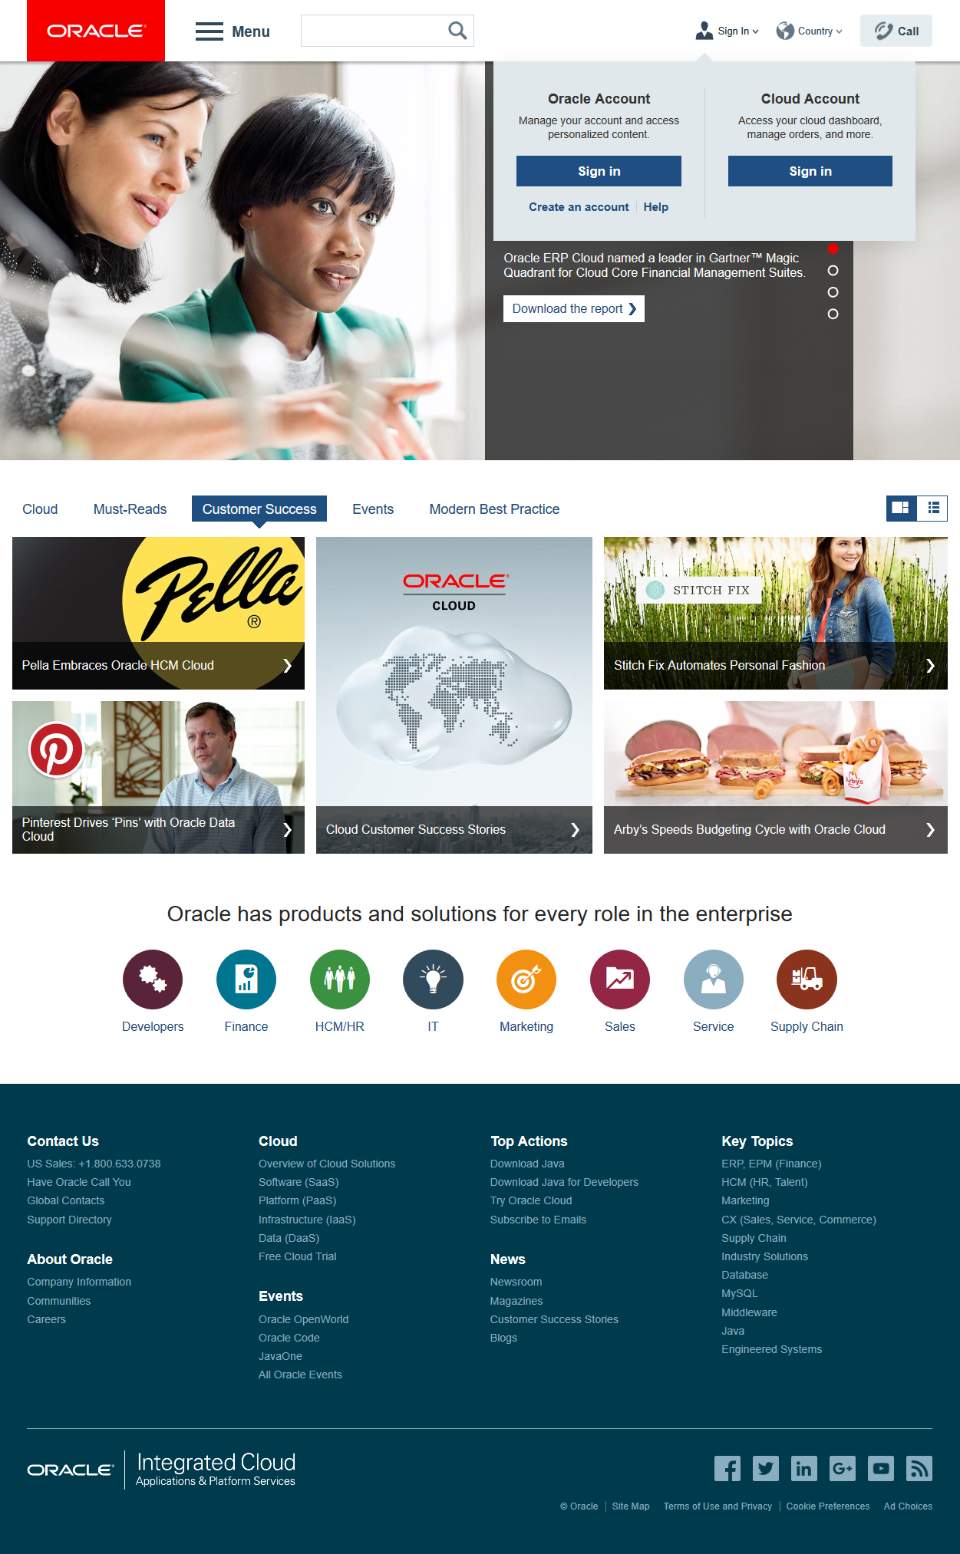 ORACLE
Menu
Sign In
Country
Call
Oracle Account
Manage your account and access
personalized content.
Sign in
Create an account
Help
Cloud Account
Access your cloud dashboard,
manage orders, and more.
Sign in
Oracle ERP Cloud named a leader in Gartner™ Magic
Quadrant for Cloud Core Financial Management Suites.
Download the report
Cloud
Must-Reads
Customer Success
Events
Modern Best Practice
Pella
®
Pella Embraces Oracle HCM Cloud
Pinterest Drives 'Pins' with Oracle Data
Cloud
ORACLE®
CLOUD
Cloud Customer Success Stories
STITCH FIX
Stitch Fix Automates Personal Fashion
Arby's
Arby's Speeds Budgeting Cycle with Oracle Cloud
Oracle has products and solutions for every role in the enterprise
Developers
Finance
HCM/HR
IT
Marketing
Sales
Service
Supply Chain
Contact Us
US Sales: +1.800.633.0738
Have Oracle Call You
Global Contacts
Support Directory
About Oracle
Company Information
Communities
Careers
Cloud
Overview of Cloud Solutions
Software (SaaS)
Platform (PaaS)
Infrastructure (IaaS)
Data (DaaS)
Free Cloud Trial
Events
Oracle OpenWorld
Oracle Code
JavaOne
All Oracle Events
Top Actions
Download Java
Download Java for Developers
Try Oracle Cloud
Subscribe to Emails
News
Newsroom
Magazines
Customer Success Stories
Blogs
Key Topics
ERP, EPM (Finance)
HCM (HR, Talent)
Marketing
CX (Sales, Service, Commerce)
Supply Chain
Industry Solutions
Database
MySQL
Middleware
Java
Engineered Systems
ORACLE
Integrated Cloud
Applications & Platform Services
© Oracle
Site Map
Terms of Use and Privacy
Cookie Preferences
Ad Choices